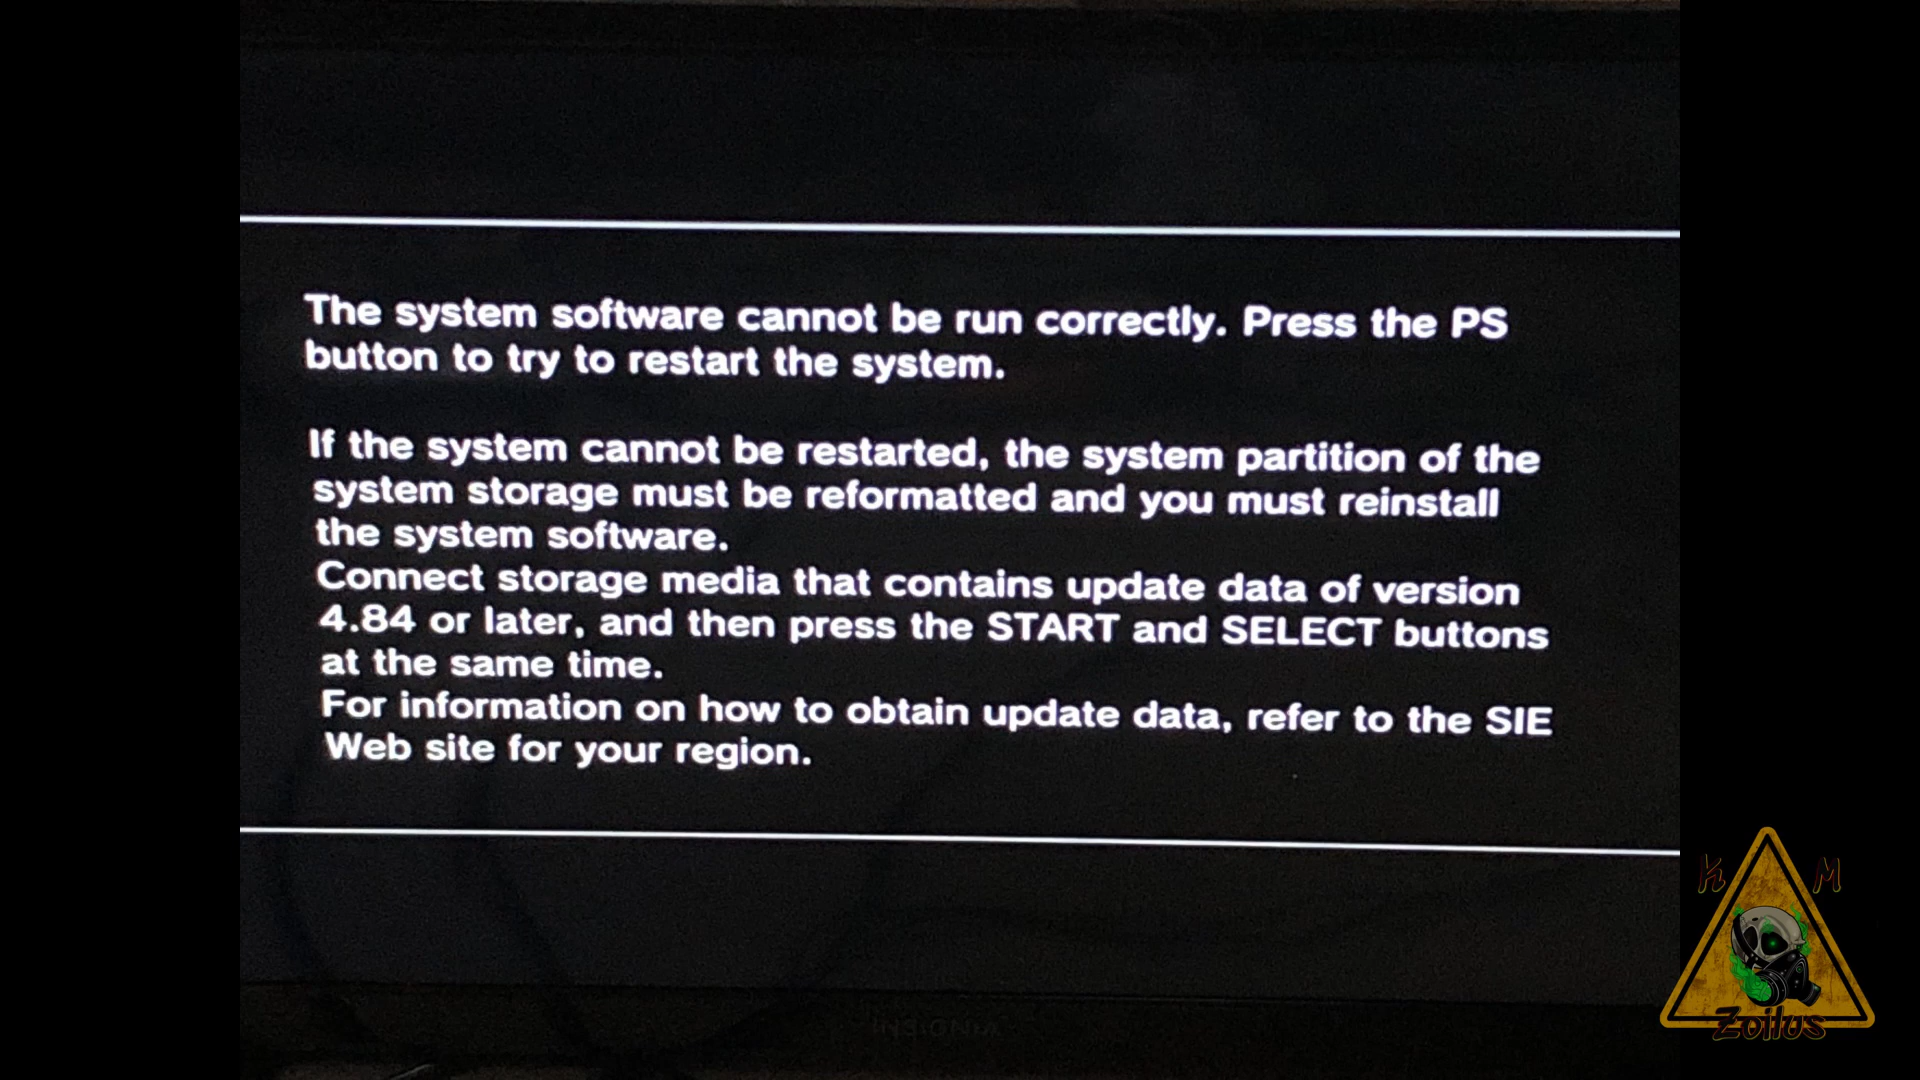 The system software cannot be run correctly. Press the PS
button to try to restart the system.
If the system cannot be restarted, the system partition of the
system storage must be reformatted and you must reinstall
the system software.
Connect storage media that contains update data of version
4.84 or later, and then press the START and SELECT buttons
at the same time.
For information on how to obtain update data, refer to the SIE
Web site for your region.
INSIGNIA
K M
Zoilus